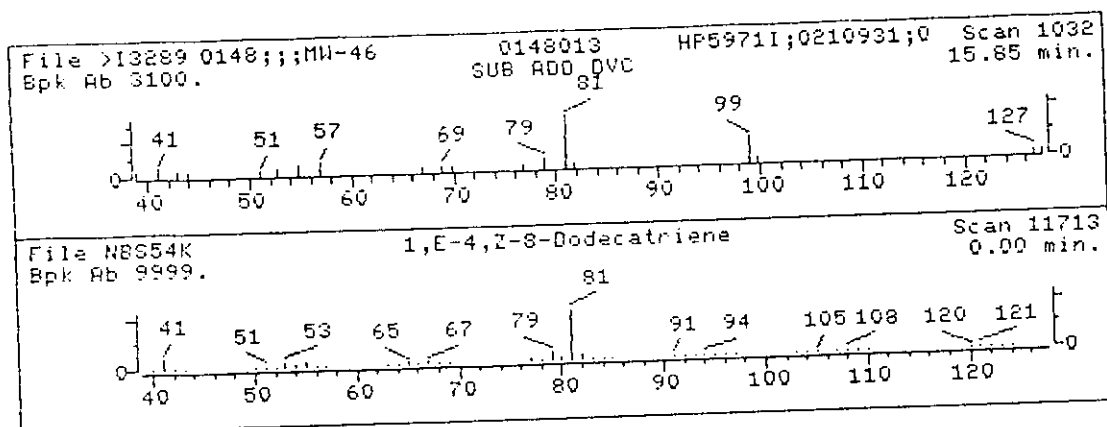 File >I3289 0148;;;MW-46 0148013 HP5971I;0210931;0 Scan 1032
Bpk Ab 3100. SUB ADD DVC 15.85 min.
81
99
41 51 57 69 79 127
0 0
40 50 60 70 80 90 100 110 120
File NBS54K 1,E-4,Z-8-Dodecatriene Scan 11713
Bpk Ab 9999. 0.00 min.
81
41 51 53 65 67 79 91 94 105 108 120 121
0 0
40 50 60 70 80 90 100 110 120